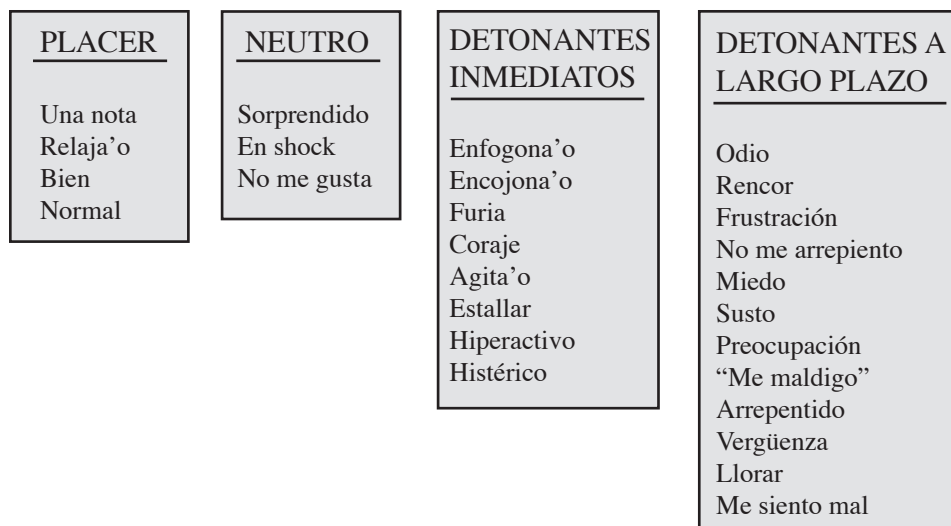 PLACER
Una nota
Relaja’o
Bien
Normal
NEUTRO
Sorprendido
En shock
No me gusta
DETONANTES
INMEDIATOS
Enfogona’o
Encojona’o
Furia
Coraje
Agita’o
Estallar
Hiperactivo
Histérico
DETONANTES A
LARGO PLAZO
Odio
Rencor
Frustración
No me arrepiento
Miedo
Susto
Preocupación
“Me maldigo”
Arrepentido
Vergüenza
Llorar
Me siento mal